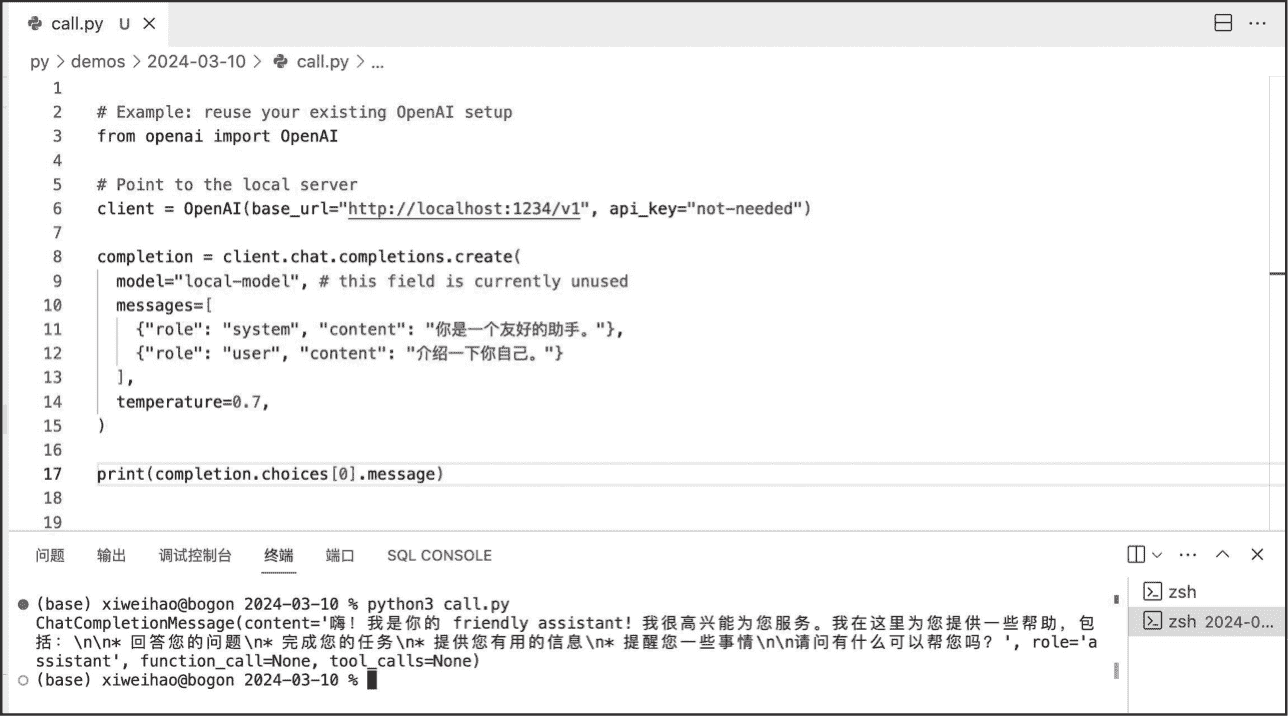 call.py U
py > demos > 2024-03-10 > call.py > ...
1
2 # Example: reuse your existing OpenAI setup
3 from openai import OpenAI
4
5 # Point to the local server
6 client = OpenAI(base_url="http://localhost:1234/v1", api_key="not-needed")
7
8 completion = client.chat.completions.create(
9   model="local-model", # this field is currently unused
10   messages=[
11     {"role": "system", "content": "你是一个友好的助手。"},
12     {"role": "user", "content": "介绍一下你自己。"}
13   ],
14   temperature=0.7,
15 )
16
17 print(completion.choices[0].message)
18
19
问题 输出 调试控制台 终端 端口 SQL CONSOLE
(base) xiweihao@bogon 2024-03-10 % python3 call.py
ChatCompletionMessage(content='嗨！我是你的 friendly assistant！我很高兴能为您服务。我在这里为您提供一些帮助，包
括：\n\n* 回答您的问题\n* 完成您的任务\n* 提供您有用的信息\n* 提醒您一些事情\n\n请问有什么可以帮您吗？', role='a
ssistant', function_call=None, tool_calls=None)
(base) xiweihao@bogon 2024-03-10 %
zsh
zsh 2024-0...